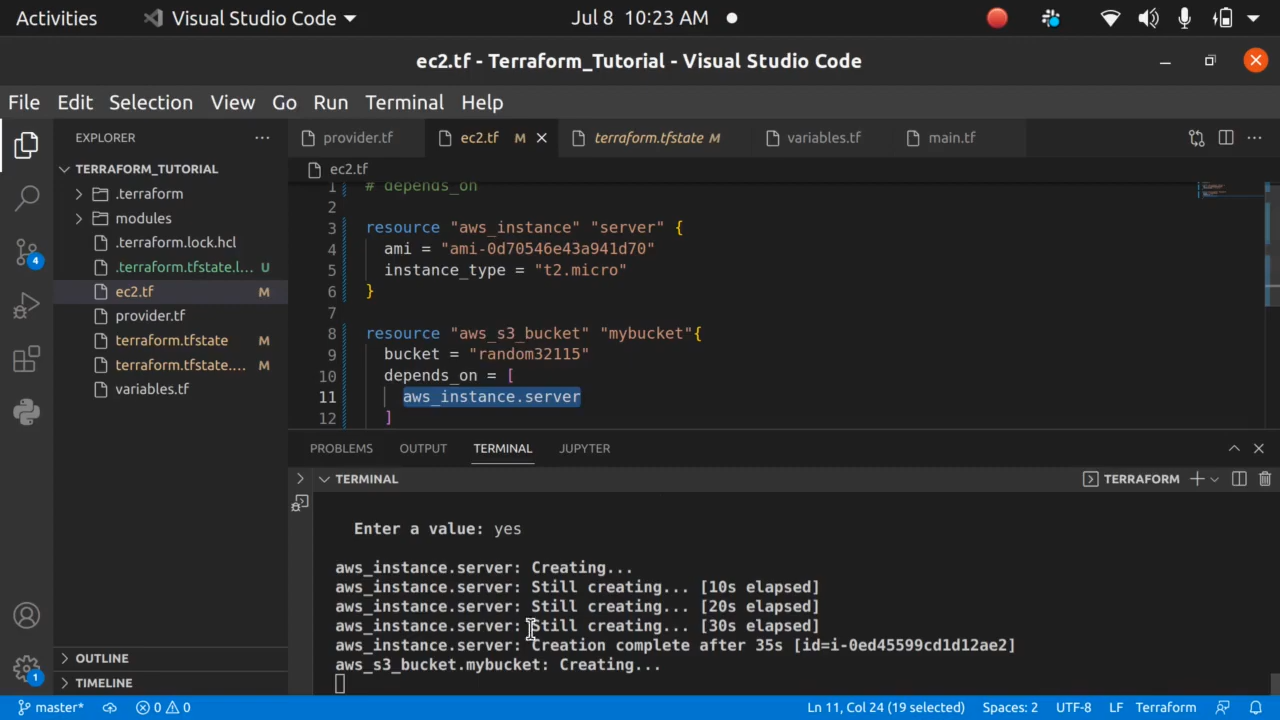 Activities Visual Studio Code Jul 8 10:23 AM
ec2.tf - Terraform_Tutorial - Visual Studio Code
File Edit Selection View Go Run Terminal Help
EXPLORER
TERRAFORM_TUTORIAL
.terraform
modules
.terraform.lock.hcl
.terraform.tfstate.l... U
ec2.tf M
provider.tf
terraform.tfstate M
terraform.tfstate.... M
variables.tf
OUTLINE
TIMELINE
4
1
provider.tf ec2.tf M terraform.tfstate M variables.tf main.tf
ec2.tf
1 # depends_on
2
3 resource "aws_instance" "server" {
4 ami = "ami-0d70546e43a941d70"
5 instance_type = "t2.micro"
6 }
7
8 resource "aws_s3_bucket" "mybucket"{
9 bucket = "random32115"
10 depends_on = [
11 aws_instance.server
12 ]
PROBLEMS OUTPUT TERMINAL JUPYTER
TERMINAL TERRAFORM
Enter a value: yes
aws_instance.server: Creating...
aws_instance.server: Still creating... [10s elapsed]
aws_instance.server: Still creating... [20s elapsed]
aws_instance.server: Still creating... [30s elapsed]
aws_instance.server: Creation complete after 35s [id=i-0ed45599cd1d12ae2]
aws_s3_bucket.mybucket: Creating...
master* 0 0 Ln 11, Col 24 (19 selected) Spaces: 2 UTF-8 LF Terraform